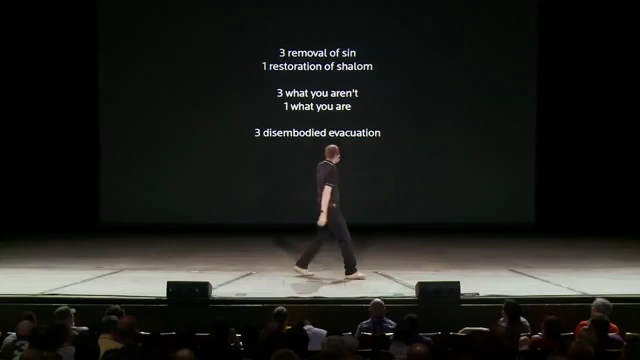 3 removal of sin
1 restoration of shalom
3 what you aren't
1 what you are
3 disembodied evacuation